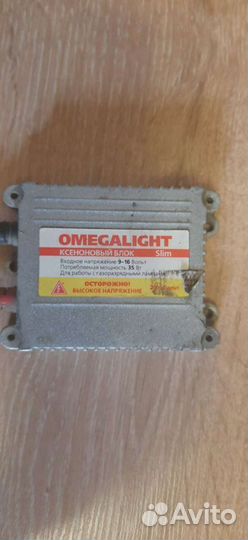 OMEGALIGHT
КСЕНОНОВЫЙ БЛОК Slim
Входное напряжение 9-16 Вольт
Потребляемая мощность 35 Вт
Для работы с газоразрядными
ОСТОРОЖНО!
ВЫСОКОЕ НАПРЯЖЕНИЕ
Avito